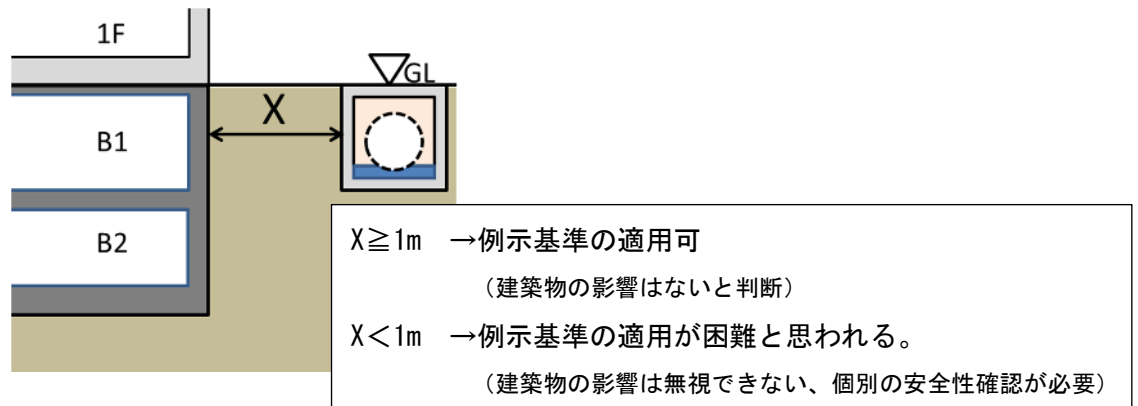 1F
GL
X
B1
B2
X≧1m　→例示基準の適用可
（建築物の影響はないと判断）
X＜1m　→例示基準の適用が困難と思われる。
（建築物の影響は無視できない、個別の安全性確認が必要）